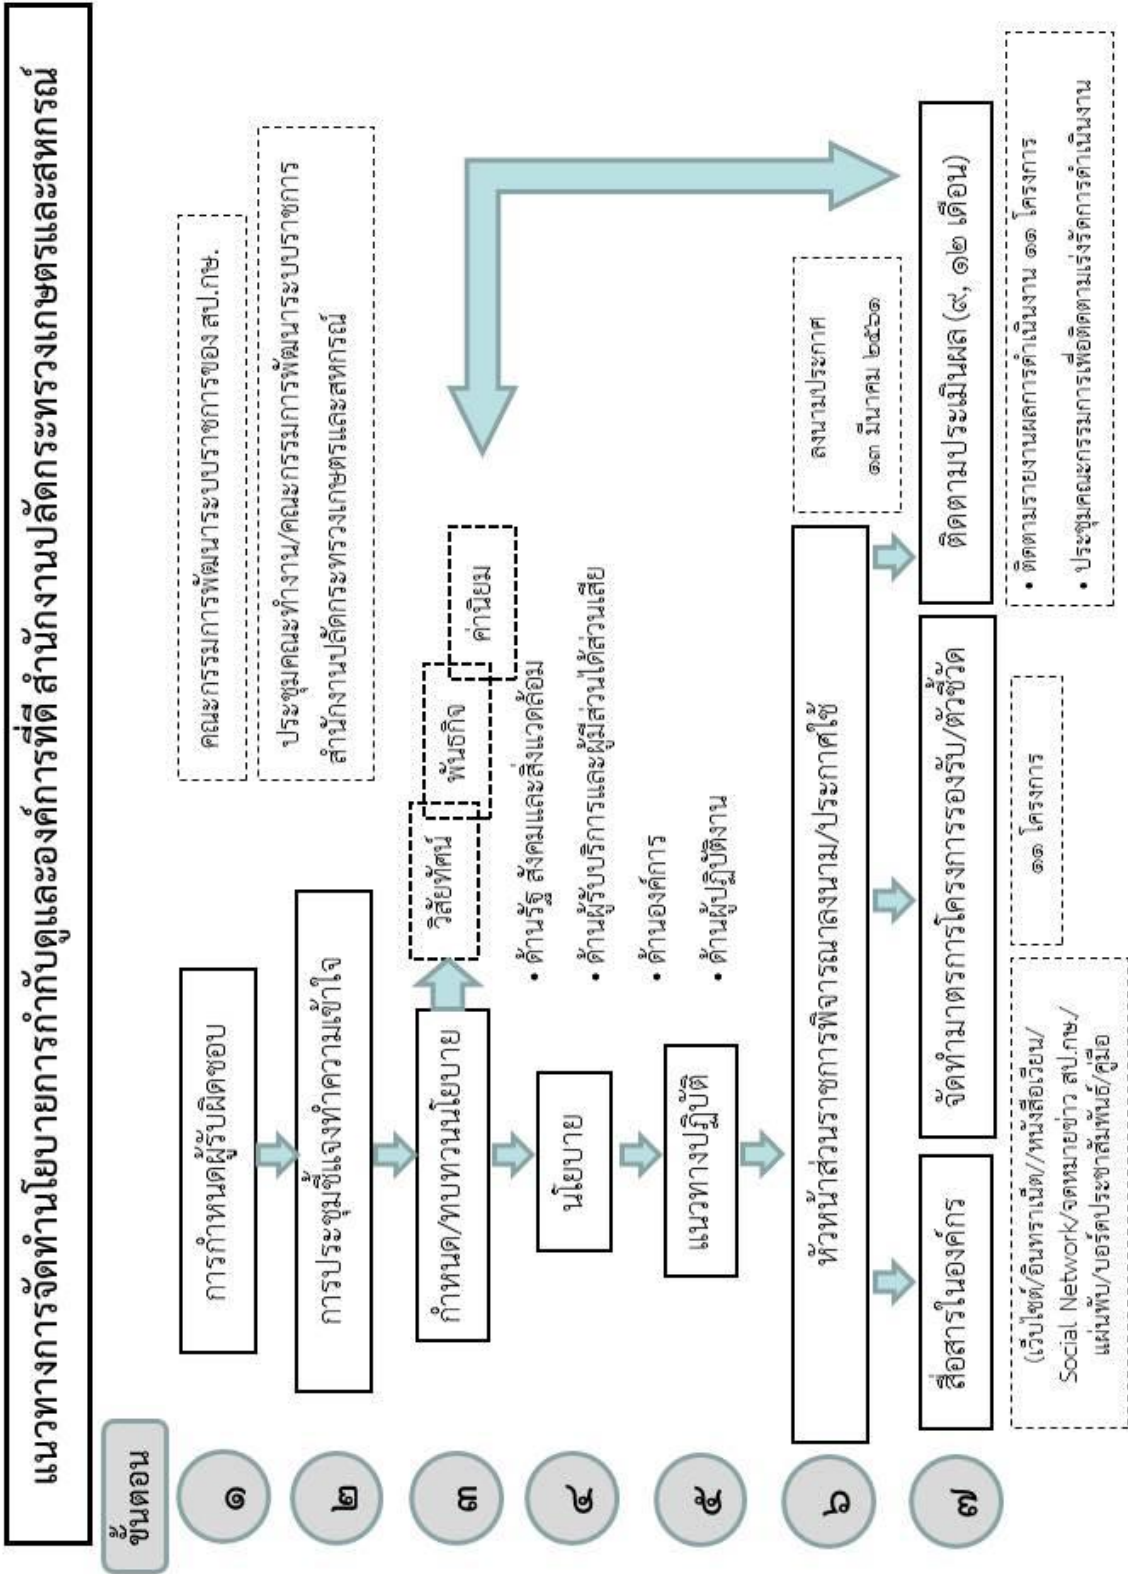 แนวทางการจัดทำนโยบายการกำกับดูแลองค์การที่ดี สำนักงานปลัดกระทรวงเกษตรและสหกรณ์
ขั้นตอน
๑
การกำหนดผู้รับผิดชอบ
คณะกรรมการพัฒนาระบบราชการของ สป.กษ.
๒
การประชุมชี้แจงทำความเข้าใจ
ประชุมคณะทำงาน/คณะกรรมการพัฒนาระบบราชการ
สำนักงานปลัดกระทรวงเกษตรและสหกรณ์
๓
กำหนด/ทบทวนนโยบาย
วิสัยทัศน์
พันธกิจ
ค่านิยม
๔
นโยบาย
• ด้านรัฐ สังคมและสิ่งแวดล้อม
• ด้านผู้รับบริการและผู้มีส่วนได้ส่วนเสีย
• ด้านองค์การ
• ด้านผู้ปฏิบัติงาน
๕
แนวทางปฏิบัติ
๖
หัวหน้าส่วนราชการพิจารณาลงนาม/ประกาศใช้
ลงนามประกาศ
๑๓ มีนาคม ๒๕๖๑
๗
สื่อสารในองค์กร
จัดทำมาตรการโครงการรองรับ/ตัวชี้วัด
ติดตามประเมินผล (๙, ๑๒ เดือน)
(เว็บไซต์/อินทราเน็ต//หนังสือเวียน/
Social Network/จดหมายข่าว สป.กษ./
แผ่นพับ/บอร์ดประชาสัมพันธ์/คู่มือ
๑๑ โครงการ
• ติดตามรายงานผลการดำเนินงาน ๑๑ โครงการ
• ประชุมคณะกรรมการเพื่อติดตามเร่งรัดการดำเนินงาน